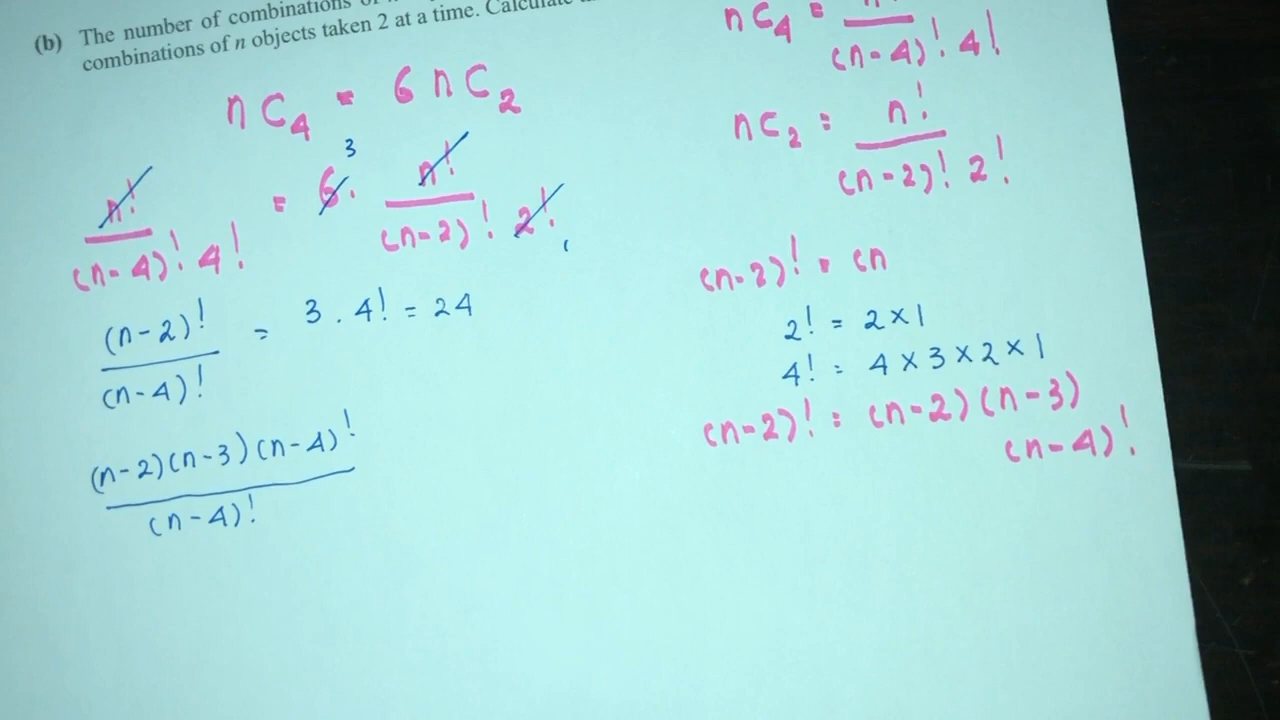 (b) The number of combinations
combinations of n objects taken 2 at a time.
nC₄ = 6 nC₂
3
n! / (n-4)! 4! = 6. n! / (n-2)! 2!
(n-2)! / (n-4)! = 3 . 4! = 24
(n-2)(n-3)(n-4)! / (n-4)!
nC₄ = / (n-4)! 4!
nC₂ = n! / (n-2)! 2!
(n-2)! = (n
2! = 2×1
4! = 4×3×2×1
(n-2)! = (n-2)(n-3)
(n-4)!